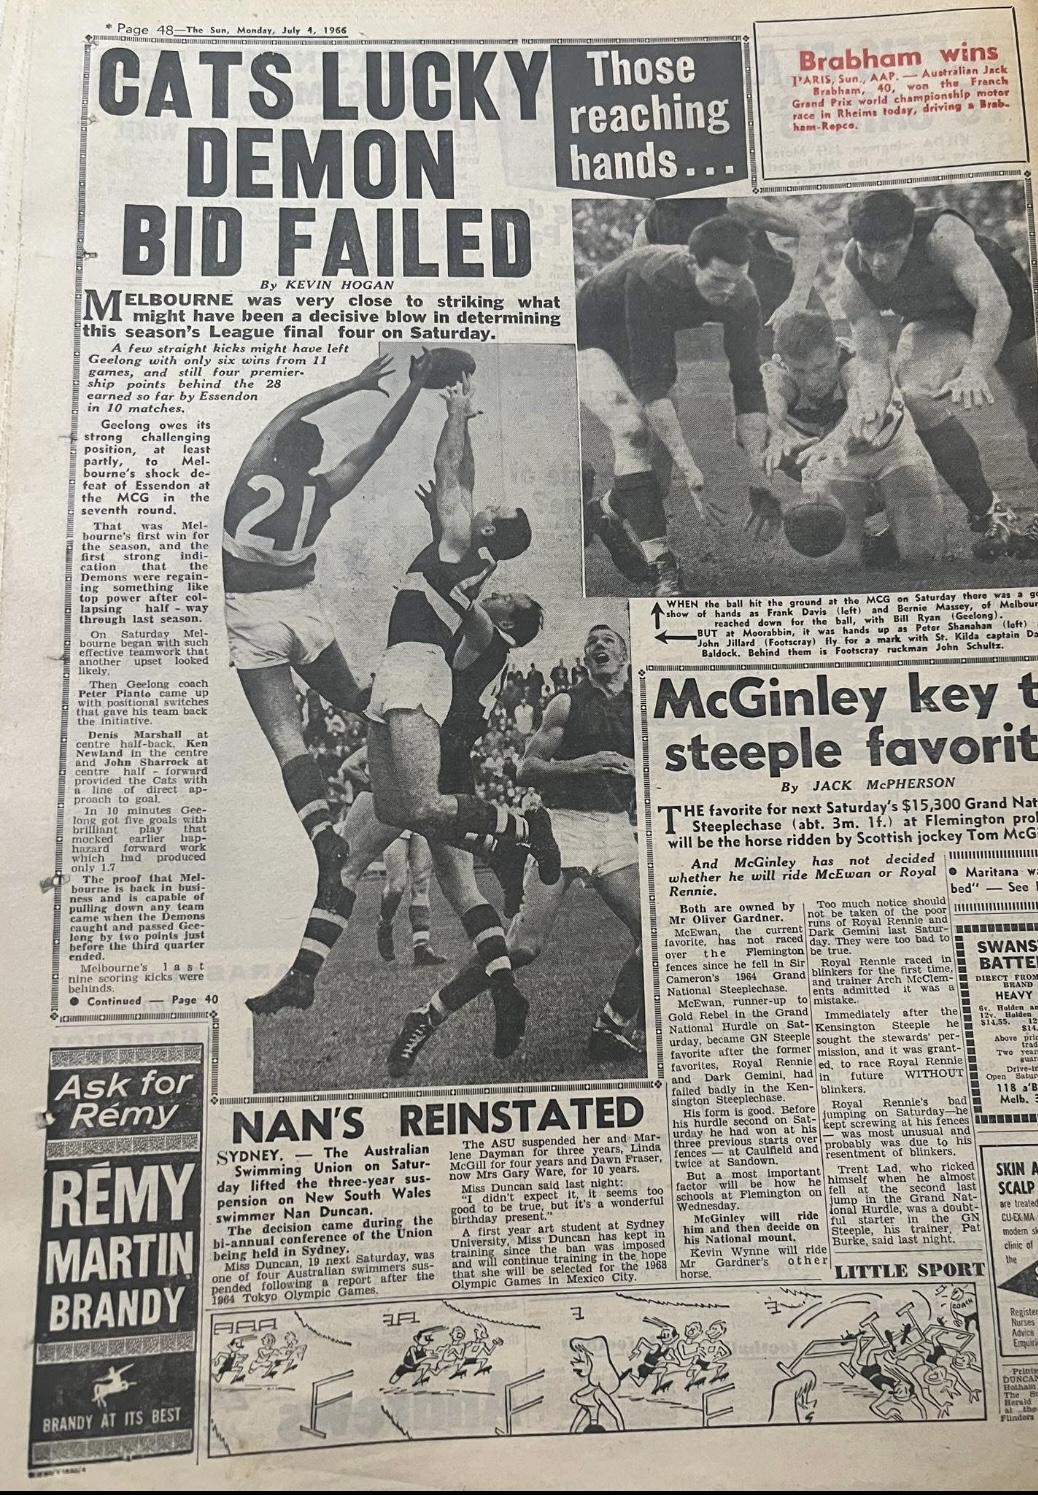 * Page 48—The Sun, Monday, July 4, 1966
CATS LUCKY
DEMON
BID FAILED
By KEVIN HOGAN
MELBOURNE was very close to striking what
might have been a decisive blow in determining
this season's League final four on Saturday.
A few straight kicks might have left
Geelong with only six wins from 11
games, and still four premier-
ship points behind the 28
earned so far by Essendon
in 10 matches.
Geelong owes its
strong challenging
position, at least
partly, to Mel-
bourne's shock de-
feat of Essendon at
the MCG in the
seventh round.
That was Mel-
bourne's first win for
the season, and the
first strong indi-
cation that the
Demons were regain-
ing something like
top power after col-
lapsing half-way
through last season.
On Saturday Mel-
bourne began with such
effective teamwork that
another upset looked
likely.
Then Geelong coach
Peter Pianto came up
with positional switches
that gave his team back
the initiative.
Denis Marshall at
centre half-back, Ken
Newland in the centre
and John Sharrock at
centre half-forward
provided the Cats with
a line of direct ap-
proach to goal.
In 10 minutes Gee-
long got five goals with
brilliant play that
mocked earlier hap-
hazard forward work
which had produced
only 1.7.
The proof that Mel-
bourne is back in busi-
ness and is capable of
pulling down any team
came when the Demons
caught and passed Gee-
long by two points just
before the third quarter
ended.
Melbourne's last
nine scoring kicks were
behinds.
● Continued — Page 40
Those
reaching
hands...
Brabham wins
PARIS, Sun., AAP. — Australian Jack
Brabham, 40, won the French
Grand Prix world championship motor
race in Rheims today, driving a Brab-
ham-Repco.
21
WHEN the ball hit the ground at the MCG on Saturday there was a
show of hands as Frank Davis (left) and Bernie Massey, of
reached down for the ball, with Bill Ryan (Geelong).
BUT at Moorabbin, it was hands up as Peter Shanahan (left)
John Jillard (Footscray) fly for a mark with St. Kilda captain
Baldock. Behind them is Footscray ruckman John Schultz.
McGinley key
steeple
By JACK McPHERSON
THE favorite for next Saturday's $15,300 Grand
Steeplechase (abt. 3m. 1f.) at Flemington
will be the horse ridden by Scottish jockey Tom
And McGinley has not decided
whether he will ride McEwan or Royal
Rennie.
Both are owned by
Mr Oliver Gardner.
McEwan, the current
favorite, has not raced
over the Flemington
fences since he fell in Sir
Cameron's 1964 Grand
National Steeplechase.
McEwan, runner-up to
Gold Rebel in the Grand
National Hurdle on Sat-
urday, became GN Steeple
favorite after the former
favorites, Royal Rennie
and Dark Gemini, had
failed badly in the Ken-
sington Steeplechase.
His form is good. Before
his hurdle second on Sat-
urday he had won at his
three previous starts over
fences — at Caulfield and
twice at Sandown.
But a most important
factor will be how he
schools at Flemington on
Wednesday.
McGinley will ride
him and then decide on
his National mount.
Kevin Wynne will ride
Mr Gardner's other
horse.
Too much notice should
not be taken of the poor
runs of Royal Rennie and
Dark Gemini last Satur-
day. They were too bad to
be true.
Royal Rennie raced in
blinkers for the first time,
and trainer Arch McClem-
ents admitted it was a
mistake.
Immediately after the
Kensington Steeple he
sought the stewards' per-
mission, and it was grant-
ed, to race Royal Rennie
in future WITHOUT
blinkers.
Royal Rennie's bad
jumping on Saturday—he
kept screwing at his fences
— was most unusual and
probably was due to his
resentment of blinkers.
Trent Lad, who ricked
himself when he almost
fell at the second last
jump in the Grand Nat-
ional Hurdle, was a doubt-
ful starter in the GN
Steeple, his trainer, Pat
Burke, said last night.
● Maritana
bed" — See
SWANS
BATTE
DIRECT FROM
BRAND
HEAVY
6v. Holden
12v. Holden
$14.55.
Above
Two year
Drive-in
Open
118 a'B
Melb.
SKIN
SCALP
are treated
CU-EX-MA
modern
clinic of
the
Nurses
Advice
DUNCAN
The
Herald
at the
Flinders
NAN'S REINSTATED
SYDNEY. — The Australian
Swimming Union on Satur-
day lifted the three-year sus-
pension on New South Wales
swimmer Nan Duncan.
The decision came during the
bi-annual conference of the Union
being held in Sydney.
Miss Duncan, 19 next Saturday, was
one of four Australian swimmers sus-
pended following a report after the
1964 Tokyo Olympic Games.
The ASU suspended her and Mar-
lene Dayman for three years, Linda
McGill for four years and Dawn Fraser,
now Mrs Gary Ware, for 10 years.
Miss Duncan said last night:
"I didn't expect it, it seems too
good to be true, but it's a wonderful
birthday present."
A first year art student at Sydney
University, Miss Duncan has kept in
training since the ban was imposed
and will continue training in the hope
that she will be selected for the 1968
Olympic Games in Mexico City.
LITTLE SPORT
COACH
Ask for
Rémy
RÉMY
MARTIN
BRANDY
BRANDY AT ITS BEST